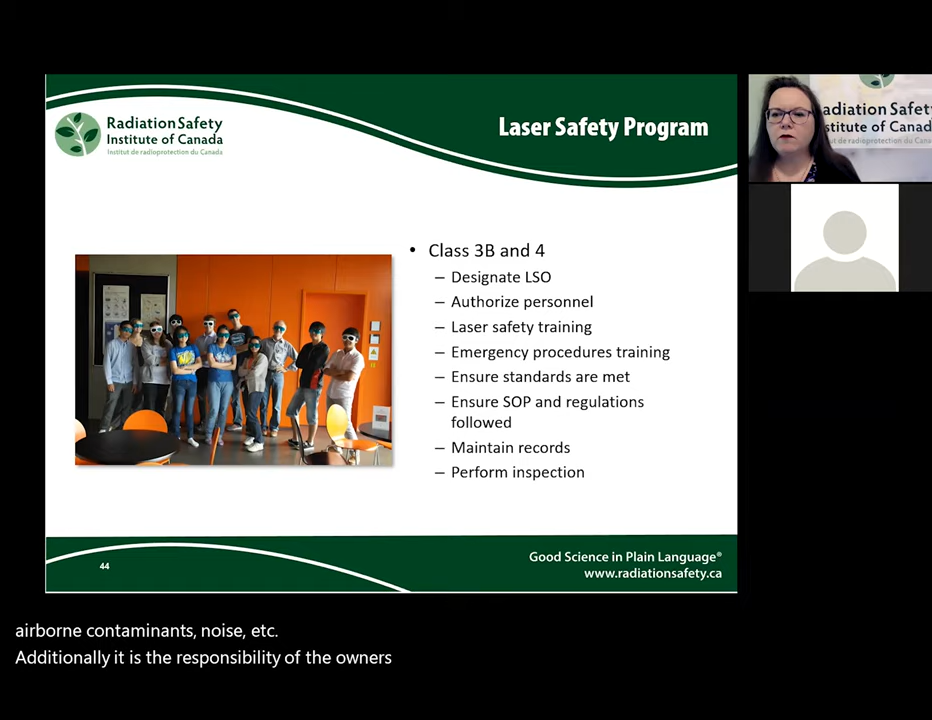 Radiation Safety
Institute of Canada
Institut de radioprotection du Canada
Laser Safety Program
• Class 3B and 4
– Designate LSO
– Authorize personnel
– Laser safety training
– Emergency procedures training
– Ensure standards are met
– Ensure SOP and regulations
followed
– Maintain records
– Perform inspection
44
Good Science in Plain Language®
www.radiationsafety.ca
adiation Safet
stitute of Canad
ut de radioprotection du Cana
airborne contaminants, noise, etc.
Additionally it is the responsibility of the owners